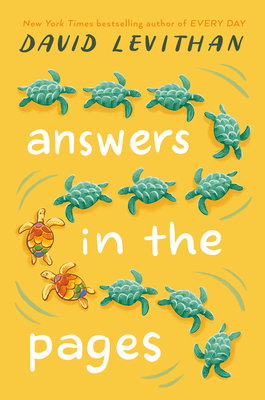 New York Times bestselling author of EVERY DAY
DAVID LEVITHAN
answers
in the
pages